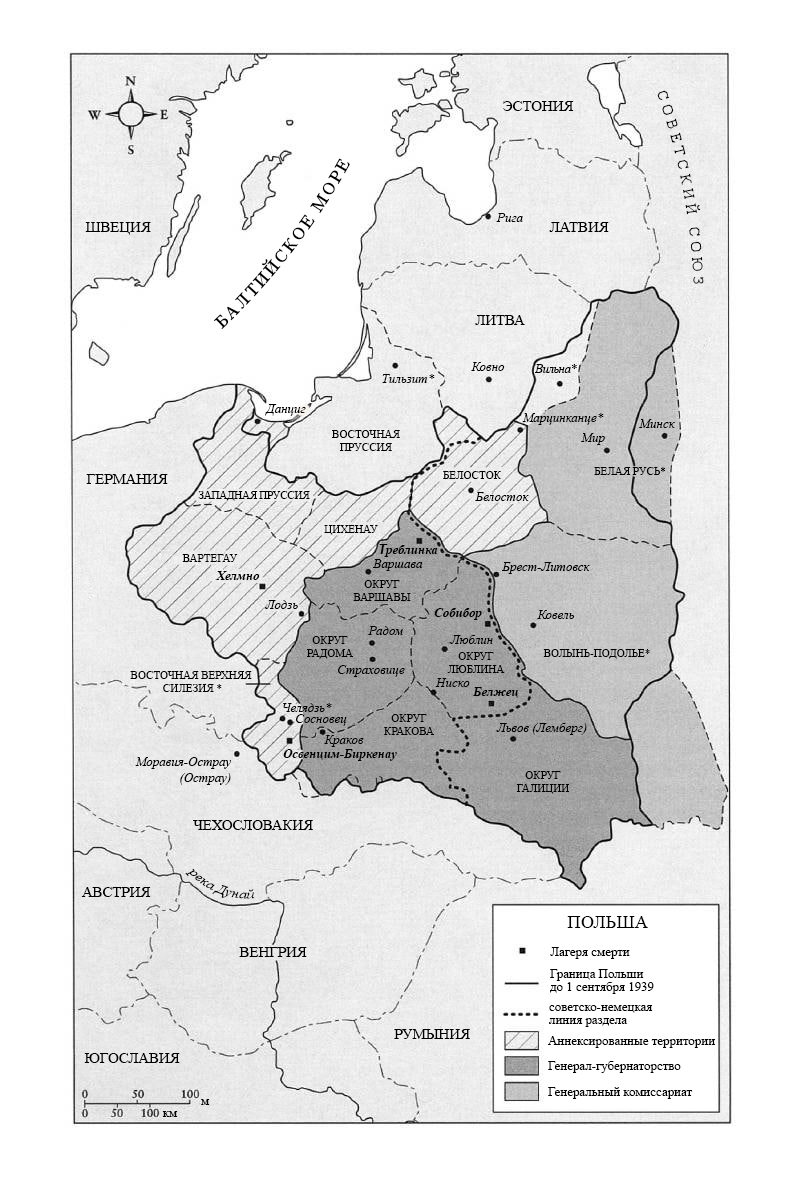 N
W
E
S
ЭСТОНИЯ
СОВЕТСКИЙ СОЮЗ
ШВЕЦИЯ
БАЛТИЙСКОЕ МОРЕ
Рига
ЛАТВИЯ
ЛИТВА
Тильзит*
Ковно
Вильна*
Данциг*
Марцинканцве*
Минск
ВОСТОЧНАЯ
ПРУССИЯ
Мир
БЕЛАЯ РУСЬ*
ГЕРМАНИЯ
БЕЛОСТОК
Белосток
ЗАПАДНАЯ ПРУССИЯ
ЦИХЕНАУ
ВАРТЕГАУ
Хелмно
Треблинка
Варшава
Брест-Литовск
ОКРУГ
ВАРШАВЫ
Лодзь
Собибор
Ковель
ОКРУГ
РАДОМА
Радом
Люблин
ОКРУГ
ЛЮБЛИНА
ВОЛЫНЬ-ПОДОЛЬЕ*
Страховице
ВОСТОЧНАЯ ВЕРХНЯЯ
СИЛЕЗИЯ *
Ниско
Белжец
Челядзь*
Сосновец
ОКРУГ
КРАКОВА
Львов (Лемберг)
Краков
Освенцим-Биркенау
Моравия-Острау
(Острау)
ОКРУГ
ГАЛИЦИИ
ЧЕХОСЛОВАКИЯ
АВСТРИЯ
река Дунай
ВЕНГРИЯ
РУМЫНИЯ
ЮГОСЛАВИЯ
ПОЛЬША
Лагеря смерти
Граница Польши
до 1 сентября 1939
советско-немецкая
линия раздела
Аннексированные территории
Генерал-губернаторство
Генеральный комиссариат
0 50 100 м
0 50 100 км